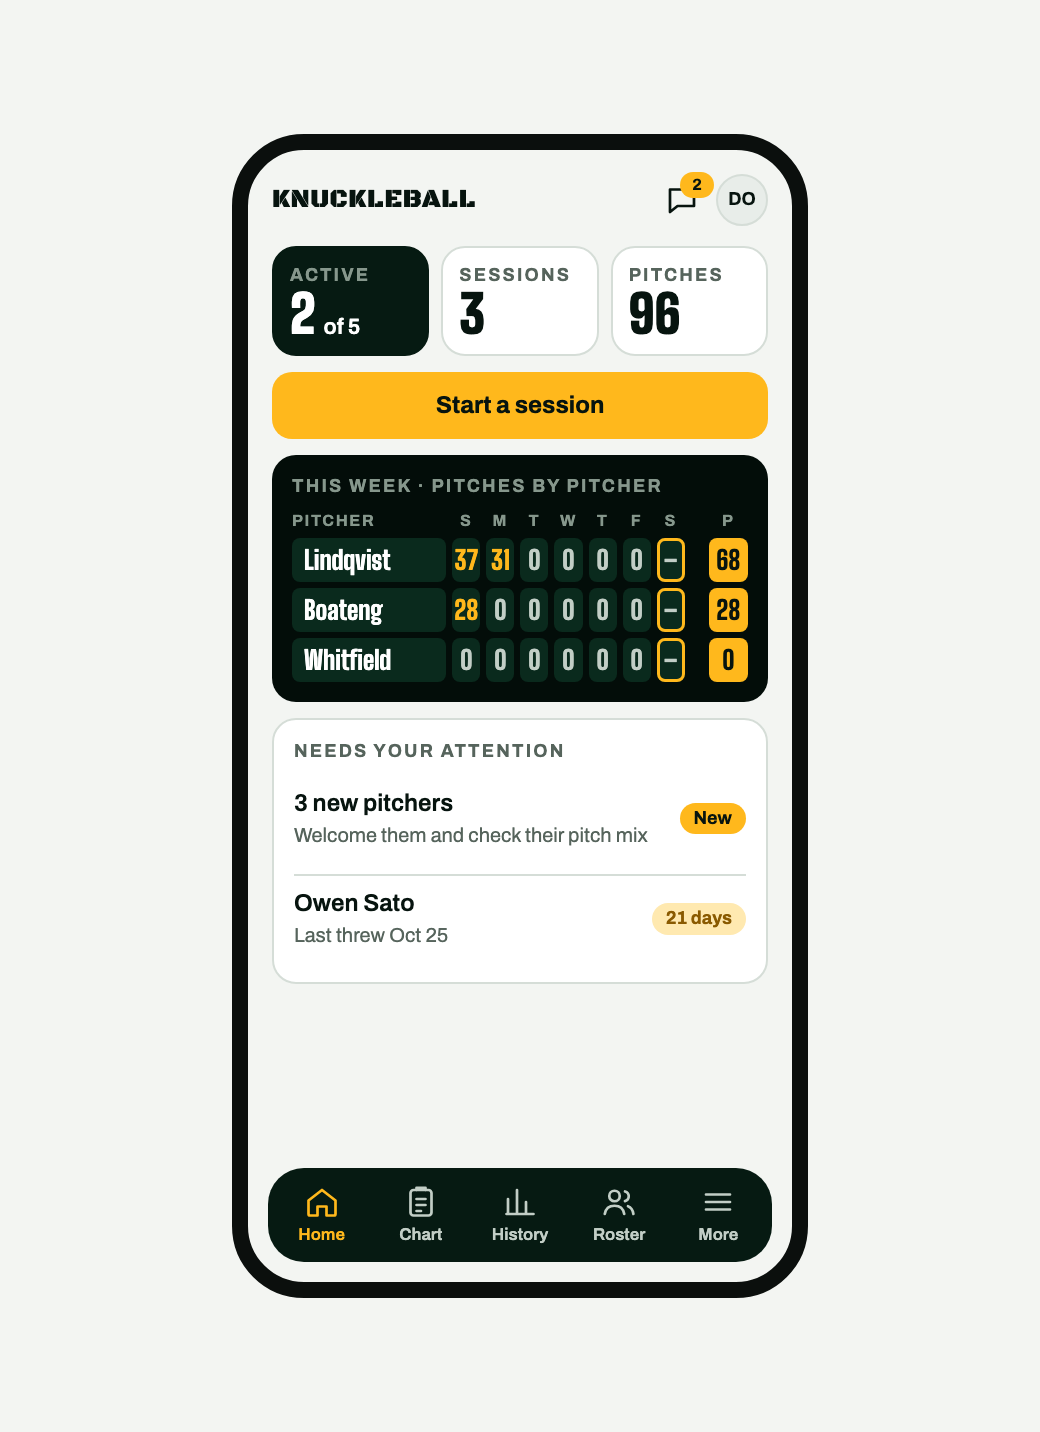 KNUCKLEBALL
2
DO
ACTIVE
2 of 5
SESSIONS
3
PITCHES
96
Start a session
THIS WEEK · PITCHES BY PITCHER
PITCHER S M T W T F S P
Lindqvist 37 31 0 0 0 0 – 68
Boateng 28 0 0 0 0 0 – 28
Whitfield 0 0 0 0 0 0 – 0
NEEDS YOUR ATTENTION
3 new pitchers
Welcome them and check their pitch mix
New
Owen Sato
Last threw Oct 25
21 days
Home Chart History Roster More